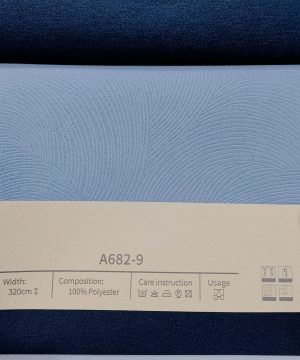 A682-9
Width: Composition: Care instruction Usage
320cm 100% Polyester